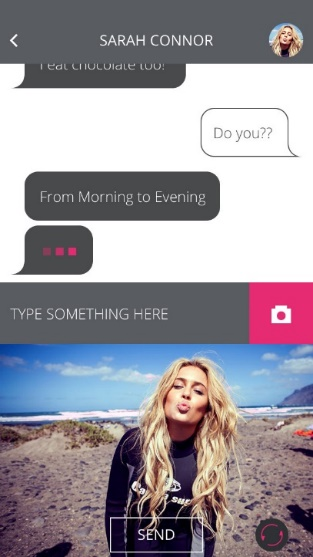 SARAH CONNOR
I eat chocolate too!
Do you??
From Morning to Evening
TYPE SOMETHING HERE
SEND